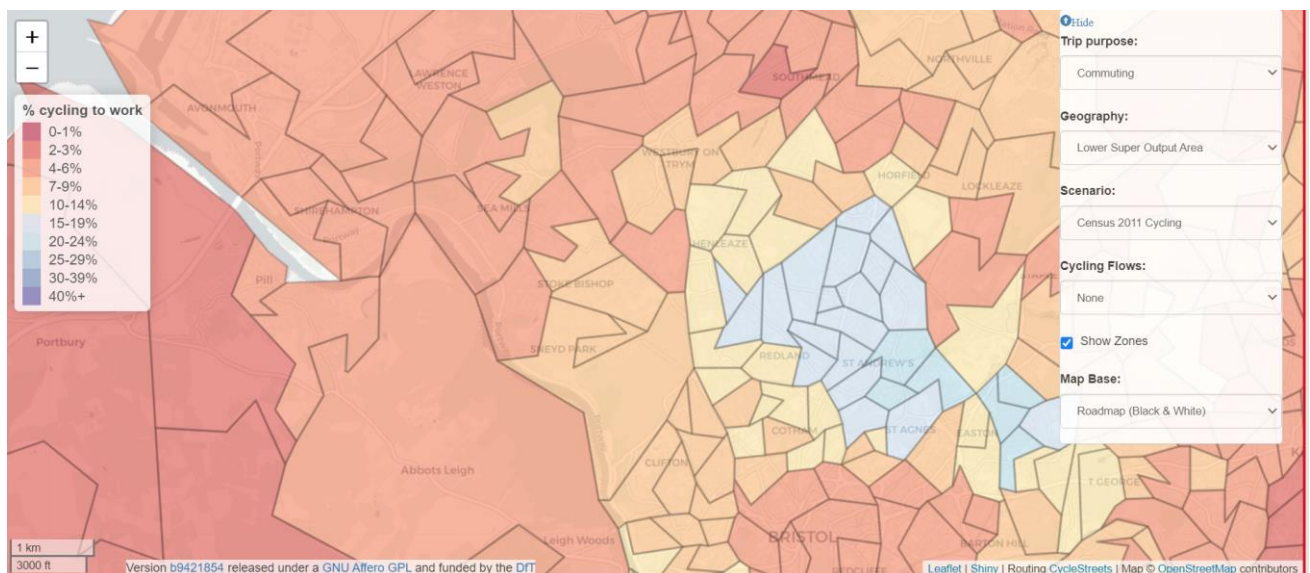 +
−
% cycling to work
0-1%
2-3%
4-6%
7-9%
10-14%
15-19%
20-24%
25-29%
30-39%
40%+
AVONMOUTH
LAWRENCE
WESTON
SOUTHMEAD
NORTHVILLE
WESTBURY ON
TRYM
HORFIELD
LOCKLEAZE
Portway
SHIREHAMPTON
Portway
SEA MILLS
HENLEAZE
Pill
STOKE BISHOP
Portway
Portbury
SNEYD PARK
REDLAND
ST ANDREW'S
COTHAM
ST AGNES
EASTON
Abbots Leigh
CLIFTON
T GEORGE
Leigh Woods
BRISTOL
BARTON HILL
REDCLIFFE
Hide
Trip purpose:
Commuting
Geography:
Lower Super Output Area
Scenario:
Census 2011 Cycling
Cycling Flows:
None
Show Zones
Map Base:
Roadmap (Black & White)
1 km
3000 ft
Version b9421854 released under a GNU Affero GPL and funded by the DfT
Leaflet | Shiny | Routing CycleStreets | Map © OpenStreetMap contributors